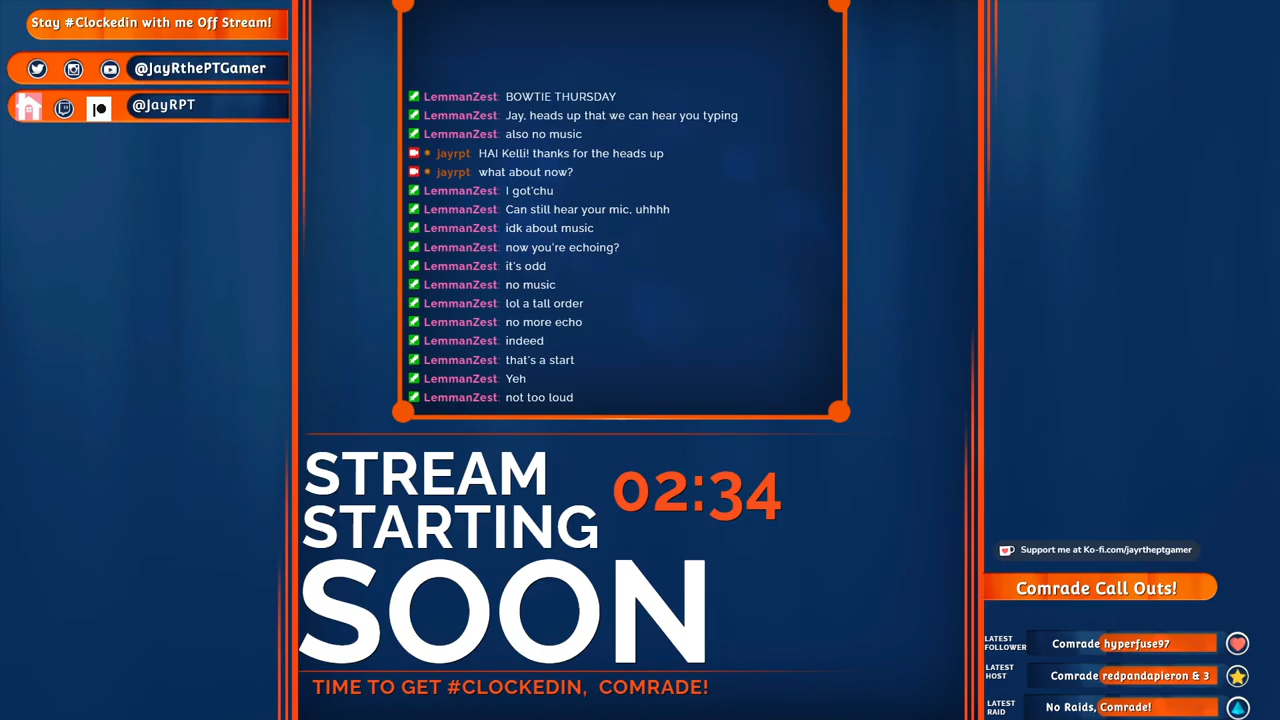 Stay #Clockedin with me Off Stream!
@JayRthePTGamer
@JayRPT
LemmanZest: BOWTIE THURSDAY
LemmanZest: Jay, heads up that we can hear you typing
LemmanZest: also no music
jayrpt: HAI Kelli! thanks for the heads up
jayrpt: what about now?
LemmanZest: I got'chu
LemmanZest: Can still hear your mic, uhhhh
LemmanZest: idk about music
LemmanZest: now you're echoing?
LemmanZest: it's odd
LemmanZest: no music
LemmanZest: lol a tall order
LemmanZest: no more echo
LemmanZest: indeed
LemmanZest: that's a start
LemmanZest: Yeh
LemmanZest: not too loud
STREAM
STARTING
SOON
02:34
TIME TO GET #CLOCKEDIN, COMRADE!
Support me at Ko-fi.com/jayrtheptgamer
Comrade Call Outs!
LATEST
FOLLOWER
Comrade hyperfuse97
LATEST
HOST
Comrade redpandapieron & 3
LATEST
RAID
No Raids, Comrade!